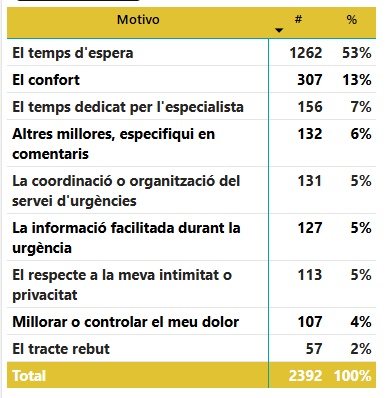 Motivo # %
El temps d'espera 1262 53%
El confort 307 13%
El temps dedicat per l'especialista 156 7%
Altres millores, especifiqui en 132 6%
comentaris
La coordinació o organització del 131 5%
servei d'urgències
La informació facilitada durant la 127 5%
urgència
El respecte a la meva intimitat o 113 5%
privacitat
Millorar o controlar el meu dolor 107 4%
El tracte rebut 57 2%
Total 2392 100%